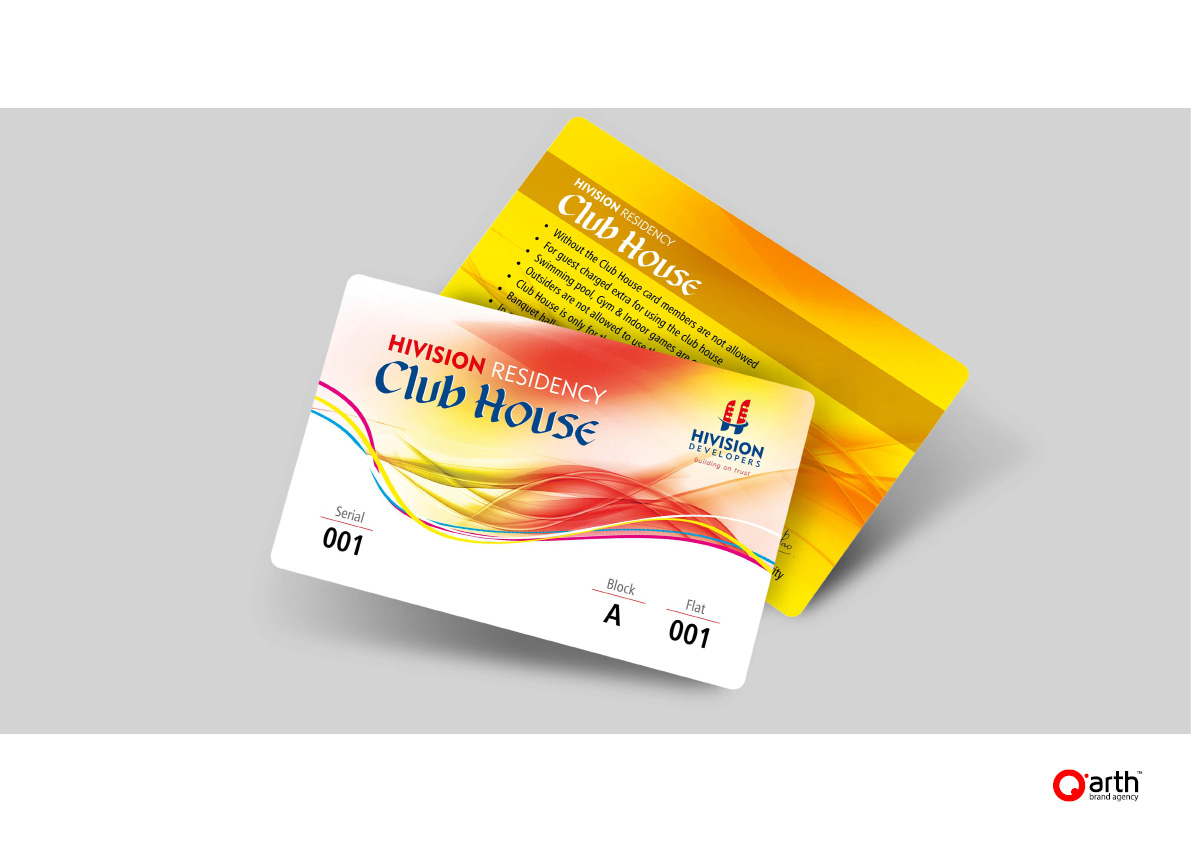 HIVISION RESIDENCY
Club House
• Without the Club House card members are not allowed
• For guest charged extra for using the club house
• Swimming pool, Gym & Indoor games are
• Outsiders are not allowed to use
• Club House is only for
• Banquet hall
•
HIVISION RESIDENCY
Club House
HIVISION
DEVELOPERS
building on trust
Serial
001
Block
A
Flat
001
Q·arth™
brand agency